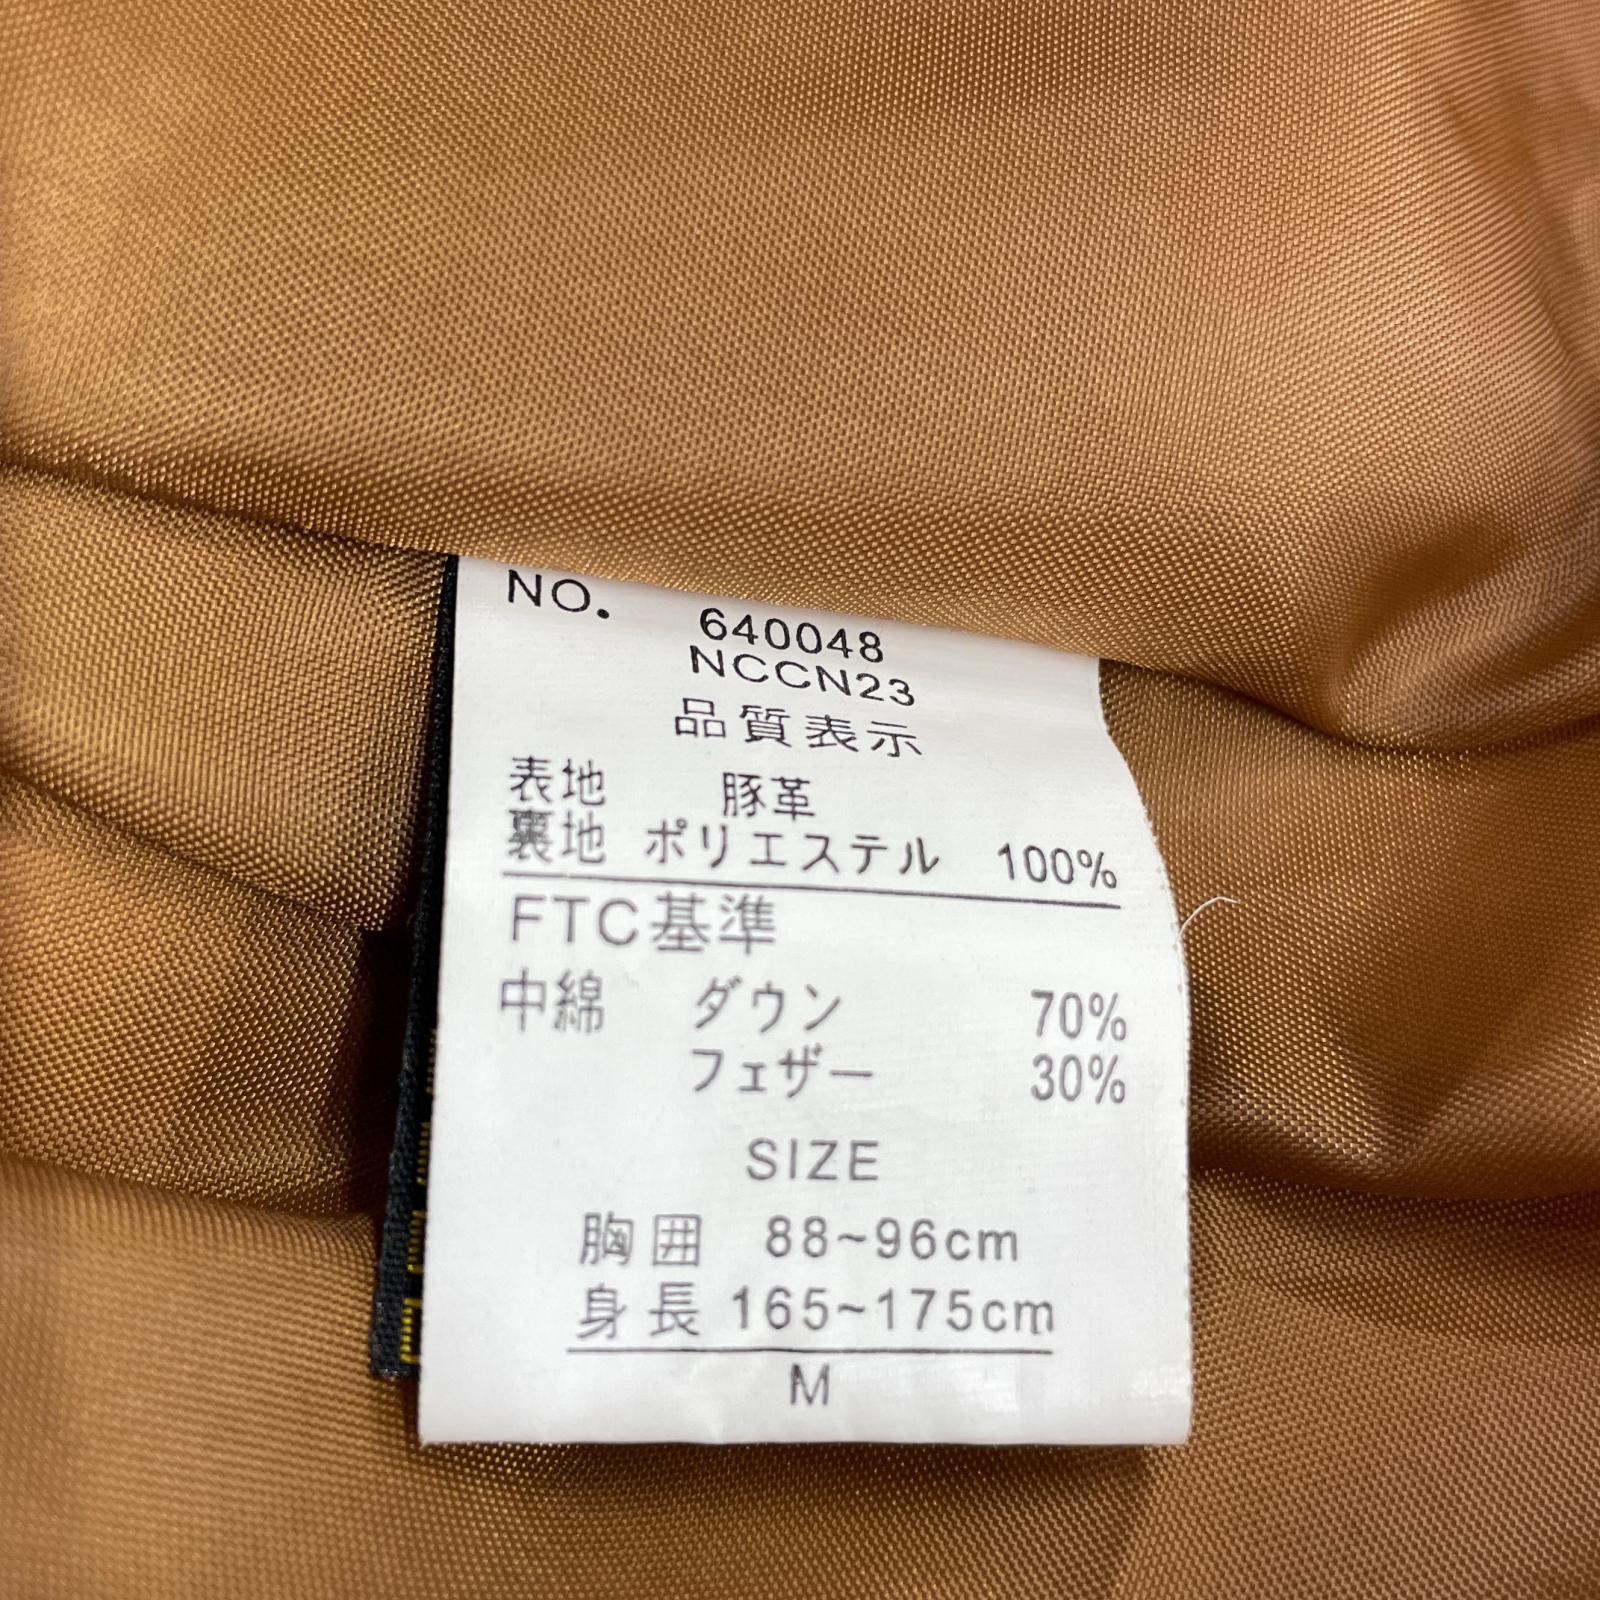 NO. 640048
NCCN23
品質表示
表地 豚革
裏地 ポリエステル 100%
FTC基準
中綿 ダウン 70%
フェザー 30%
SIZE
胸囲 88~96cm
身長 165~175cm
M